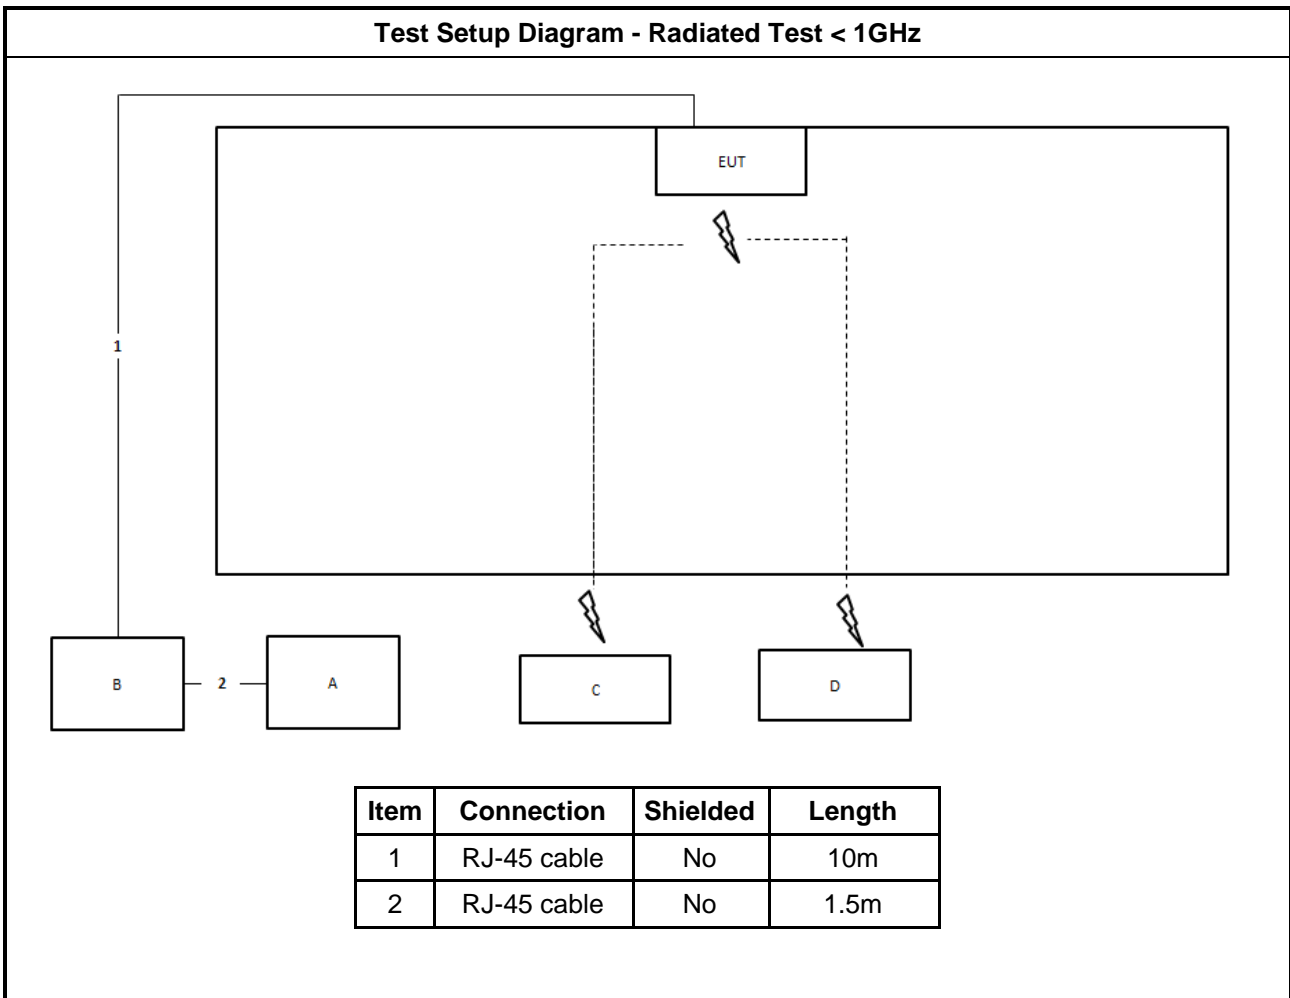 Test Setup Diagram - Radiated Test < 1GHz
EUT
1
B
2
A
C
D
Item Connection Shielded Length
1 RJ-45 cable No 10m
2 RJ-45 cable No 1.5m